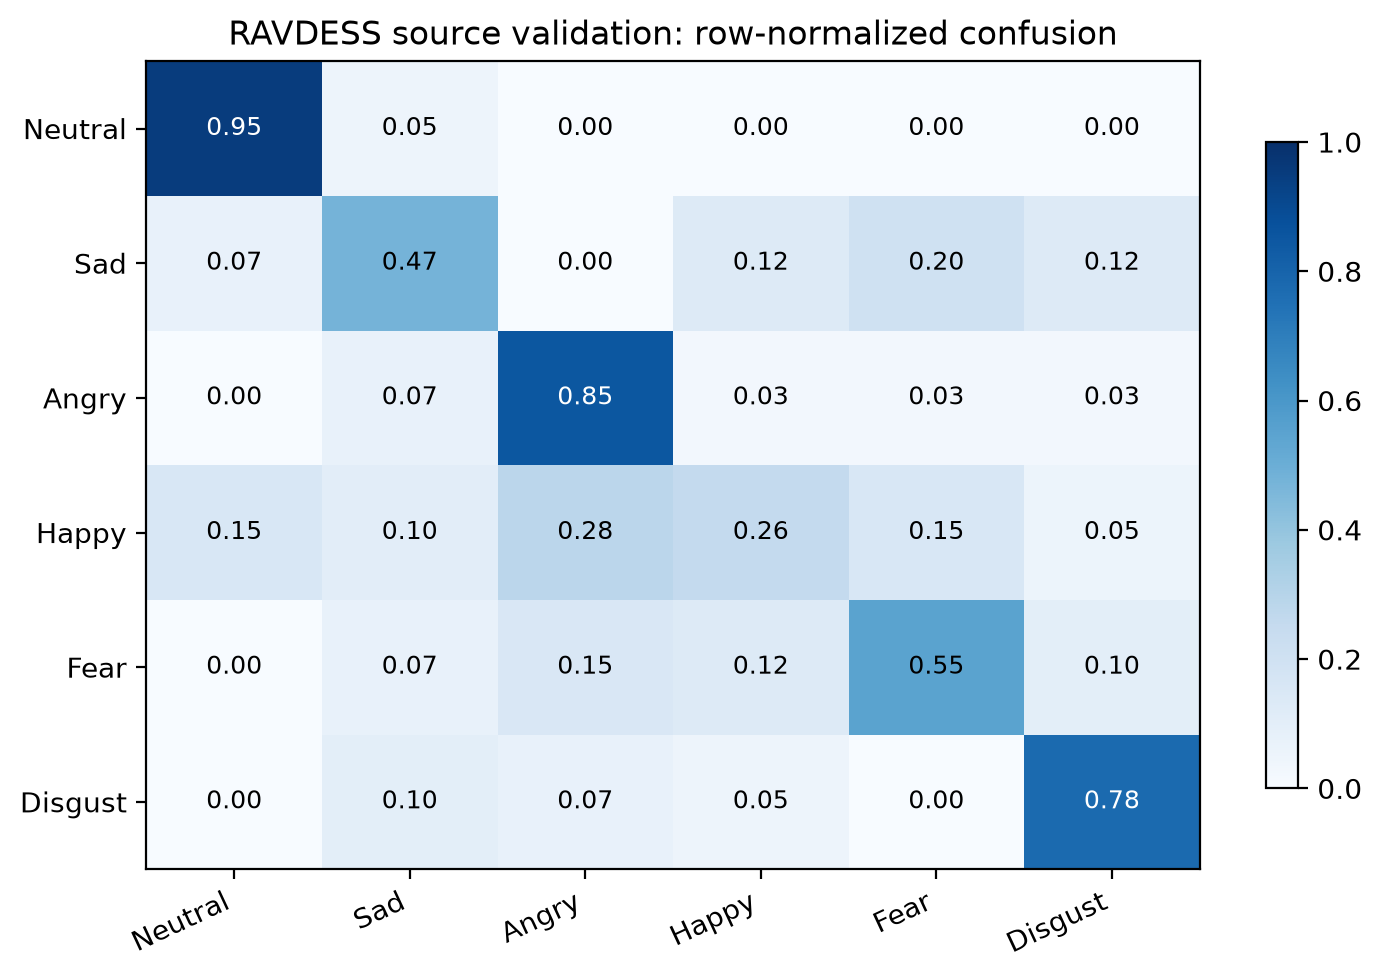 RAVDESS source validation: row-normalized confusion
Neutral 0.95 0.05 0.00 0.00 0.00 0.00
Sad 0.07 0.47 0.00 0.12 0.20 0.12
Angry 0.00 0.07 0.85 0.03 0.03 0.03
Happy 0.15 0.10 0.28 0.26 0.15 0.05
Fear 0.00 0.07 0.15 0.12 0.55 0.10
Disgust 0.00 0.10 0.07 0.05 0.00 0.78
Neutral Sad Angry Happy Fear Disgust
1.0
0.8
0.6
0.4
0.2
0.0